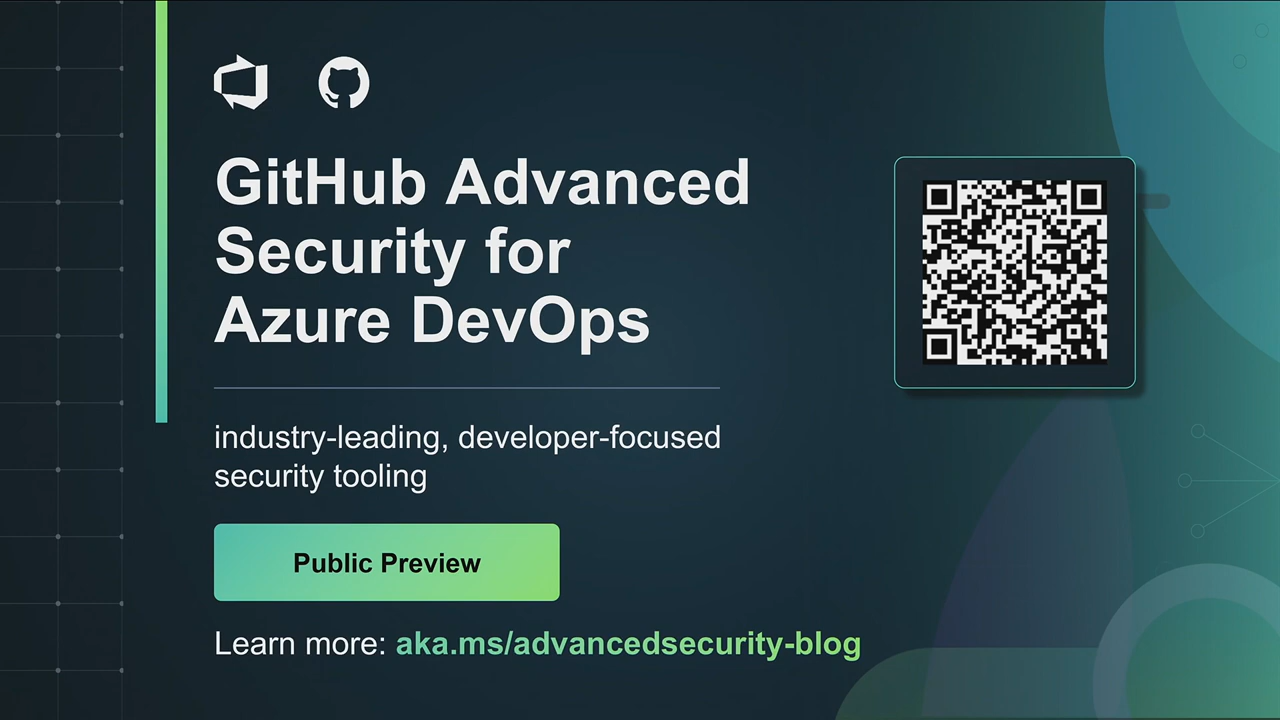 GitHub Advanced
Security for
Azure DevOps
industry-leading, developer-focused
security tooling
Public Preview
Learn more: aka.ms/advancedsecurity-blog